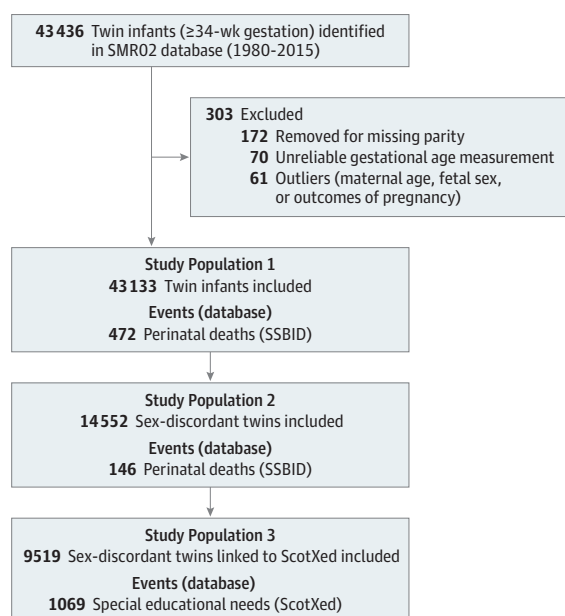 43 436 Twin infants (≥34-wk gestation) identified
in SMR02 database (1980-2015)
303 Excluded
172 Removed for missing parity
70 Unreliable gestational age measurement
61 Outliers (maternal age, fetal sex,
or outcomes of pregnancy)
Study Population 1
43 133 Twin infants included
Events (database)
472 Perinatal deaths (SSBID)
Study Population 2
14 552 Sex-discordant twins included
Events (database)
146 Perinatal deaths (SSBID)
Study Population 3
9519 Sex-discordant twins linked to ScotXed included
Events (database)
1069 Special educational needs (ScotXed)